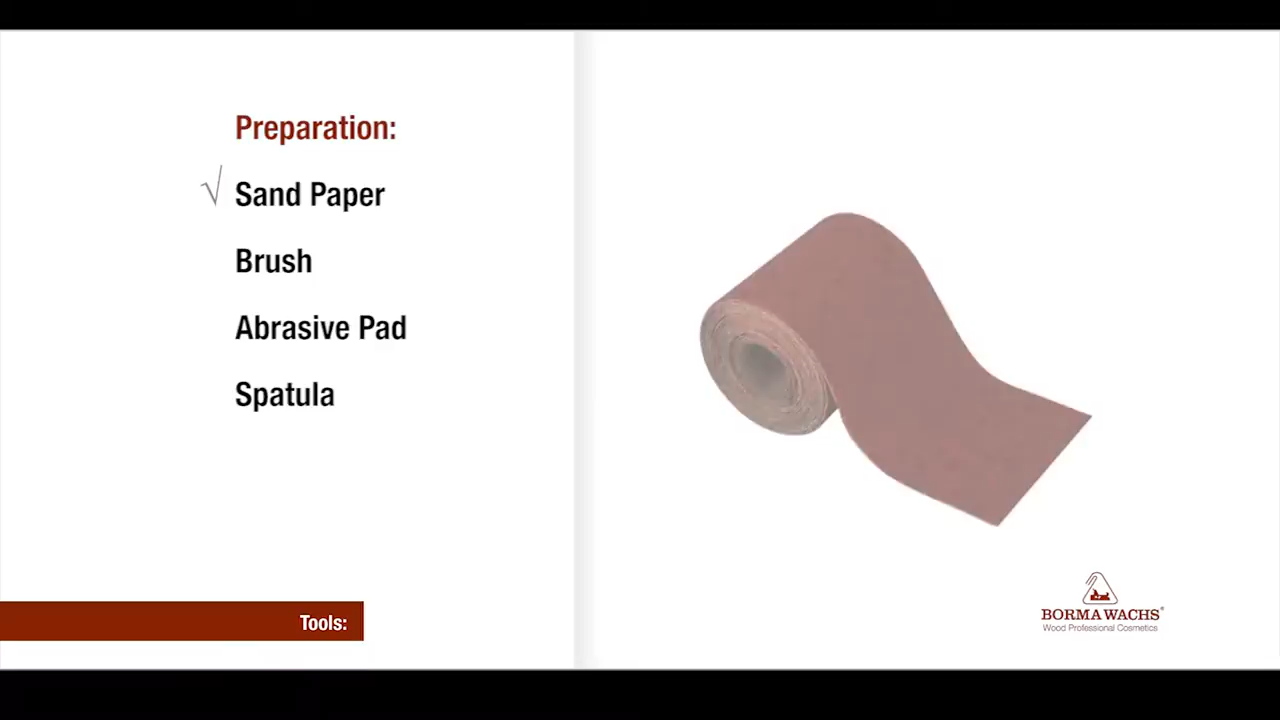 Preparation:
√ Sand Paper
Brush
Abrasive Pad
Spatula
Tools:
BORMA WACHS®
Wood Professional Cosmetics